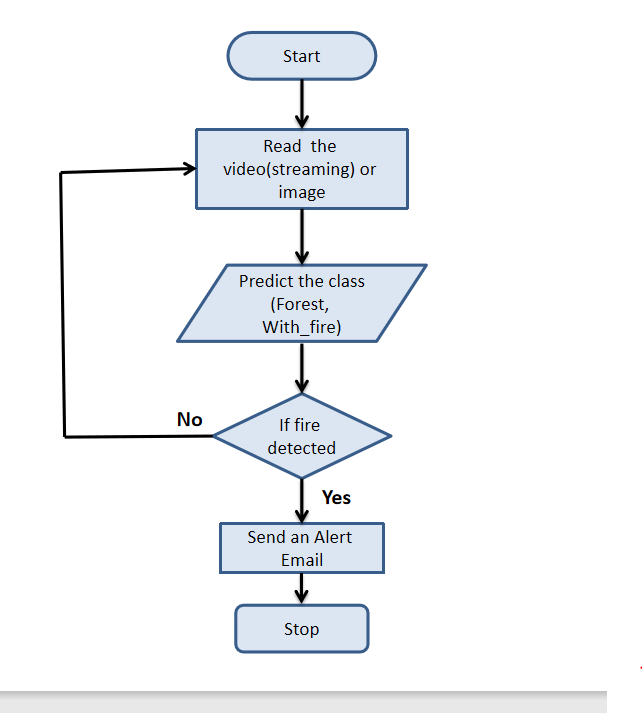 Start
Read  the
video(streaming) or
image
Predict the class
(Forest,
With_fire)
No
If fire
detected
Yes
Send an Alert
Email
Stop